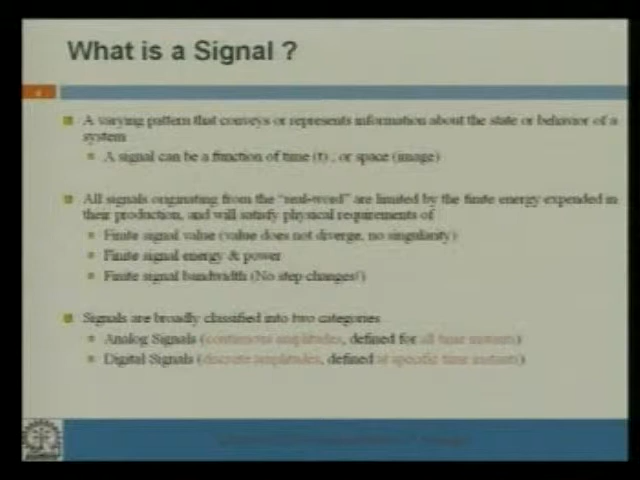 What is a Signal ?
A varying pattern that conveys or represents information about the state or behavior of a
system
A signal can be a function of time (t) , or space (image)
All signals originating from the "real-word" are limited by the finite energy expended in
their production, and will satisfy physical requirements of
Finite signal value (value does not diverge, no singularity)
Finite signal energy & power
Finite signal bandwidth (No step changes!)
Signals are broadly classified into two categories
Analog Signals (continuous amplitudes, defined for all time instants)
Digital Signals (discrete amplitudes, defined at specific time instants)